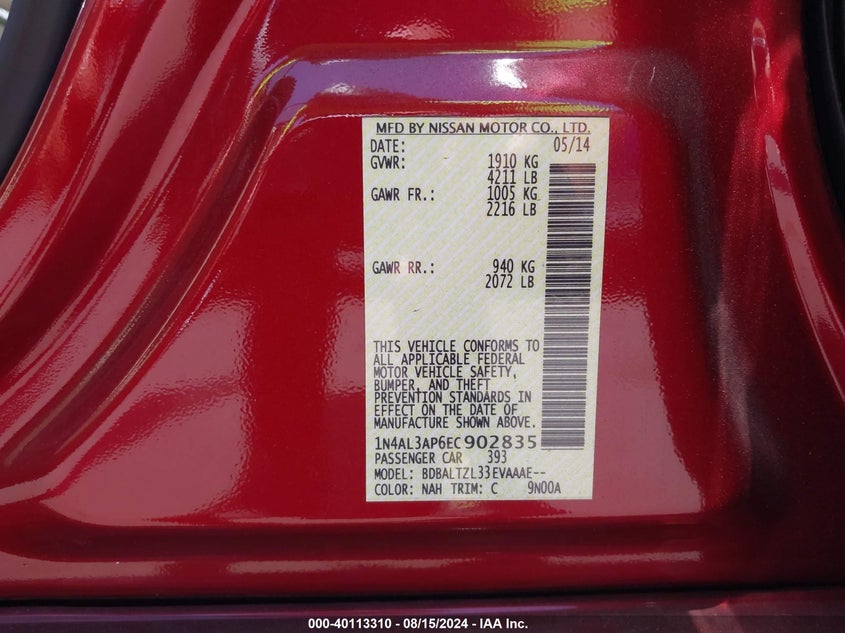 MFD BY NISSAN MOTOR CO., LTD.
DATE: 05/14
GVWR: 1910 KG
4211 LB
GAWR FR.: 1005 KG
2216 LB
GAWR RR.: 940 KG
2072 LB
THIS VEHICLE CONFORMS TO
ALL APPLICABLE FEDERAL
MOTOR VEHICLE SAFETY,
BUMPER, AND THEFT
PREVENTION STANDARDS IN
EFFECT ON THE DATE OF
MANUFACTURE SHOWN ABOVE.
1N4AL3AP6EC902835
PASSENGER CAR 393
MODEL: BDBALTZL33EVAAAE--
COLOR: NAH TRIM: C 9N00A
000-40113310 - 08/15/2024 - IAA Inc.